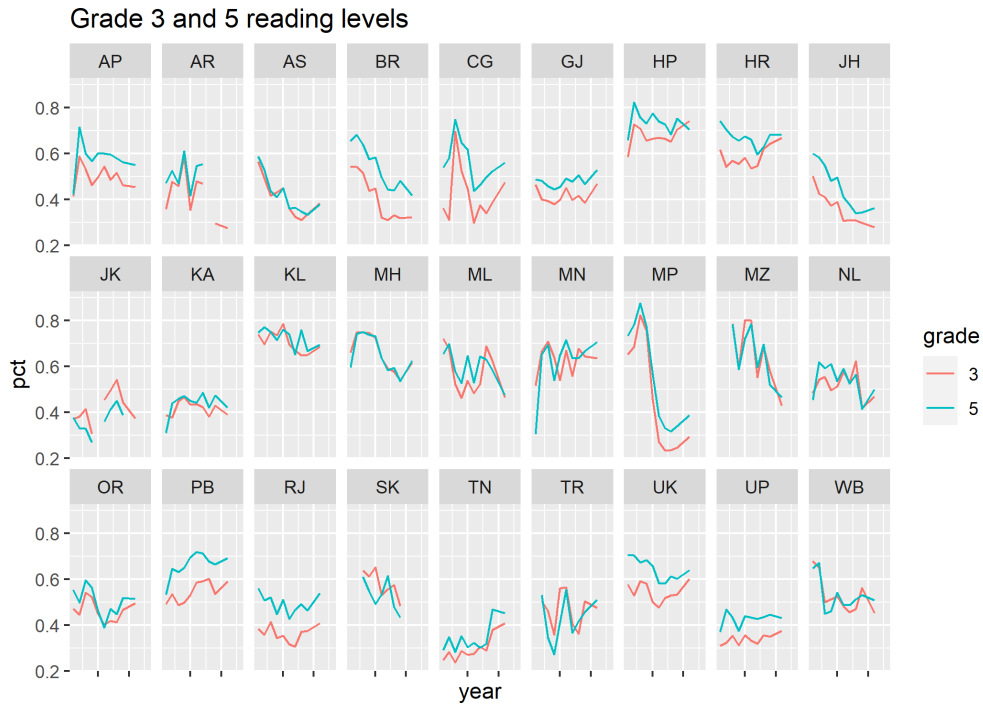 Grade 3 and 5 reading levels
AP AR AS BR CG GJ HP HR JH
0.8
0.6
0.4
0.2
JK KA KL MH ML MN MP MZ NL
0.8
0.6
0.4
0.2
OR PB RJ SK TN TR UK UP WB
0.8
0.6
0.4
0.2
pct
year
grade
3
5